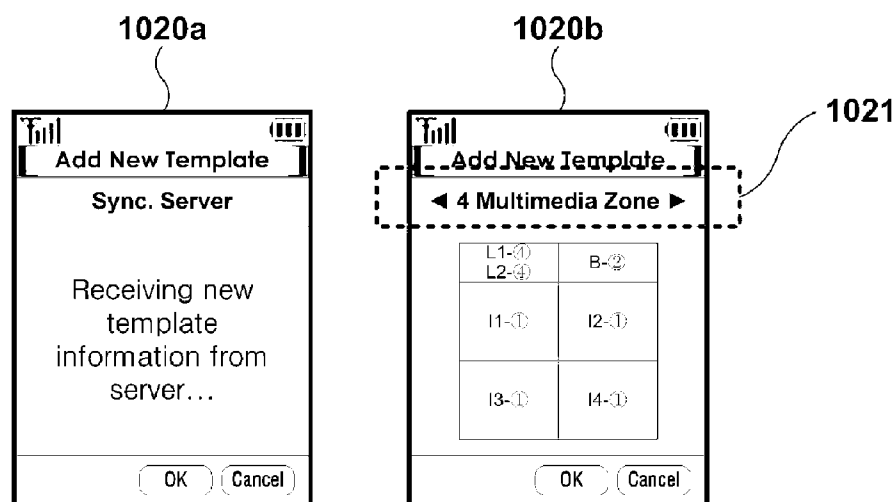 1020a
1020b
1021
Add New Template
Sync. Server
Receiving new
template
information from
server...
OK
Cancel
Add New Template
◄ 4 Multimedia Zone ►
L1-④
L2-④
B-②
I1-①
I2-①
I3-①
I4-①
OK
Cancel